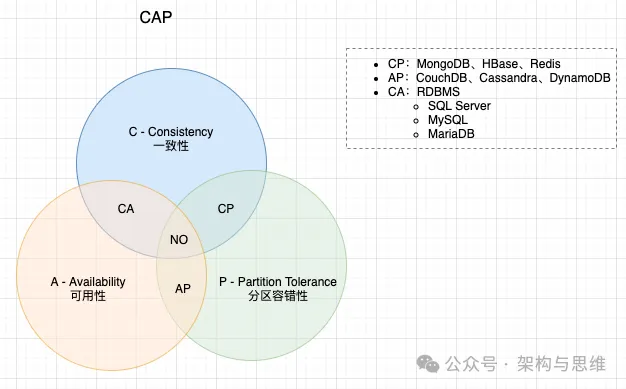 CAP
CP：MongoDB、HBase、Redis
AP：CouchDB、Cassandra、DynamoDB
CA：RDBMS
SQL Server
MySQL
MariaDB
C - Consistency
一致性
CA
CP
NO
A - Availability
可用性
AP
P - Partition Tolerance
分区容错性
公众号 · 架构与思维